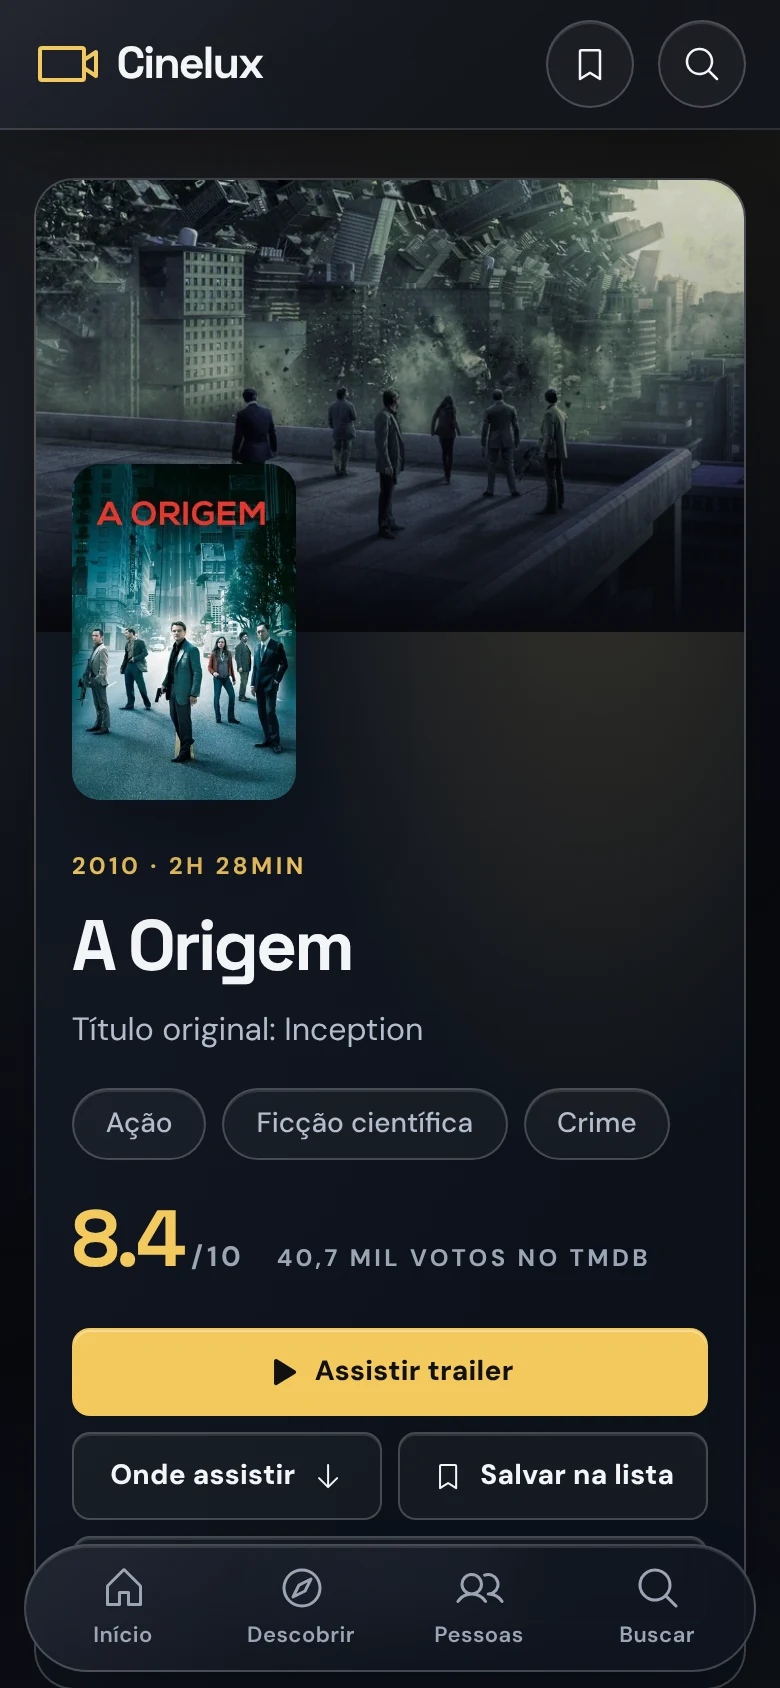 Cinelux
A ORIGEM
2010 · 2H 28MIN
A Origem
Título original: Inception
Ação Ficção científica Crime
8.4/10 40,7 MIL VOTOS NO TMDB
Assistir trailer
Onde assistir Salvar na lista
Início Descobrir Pessoas Buscar